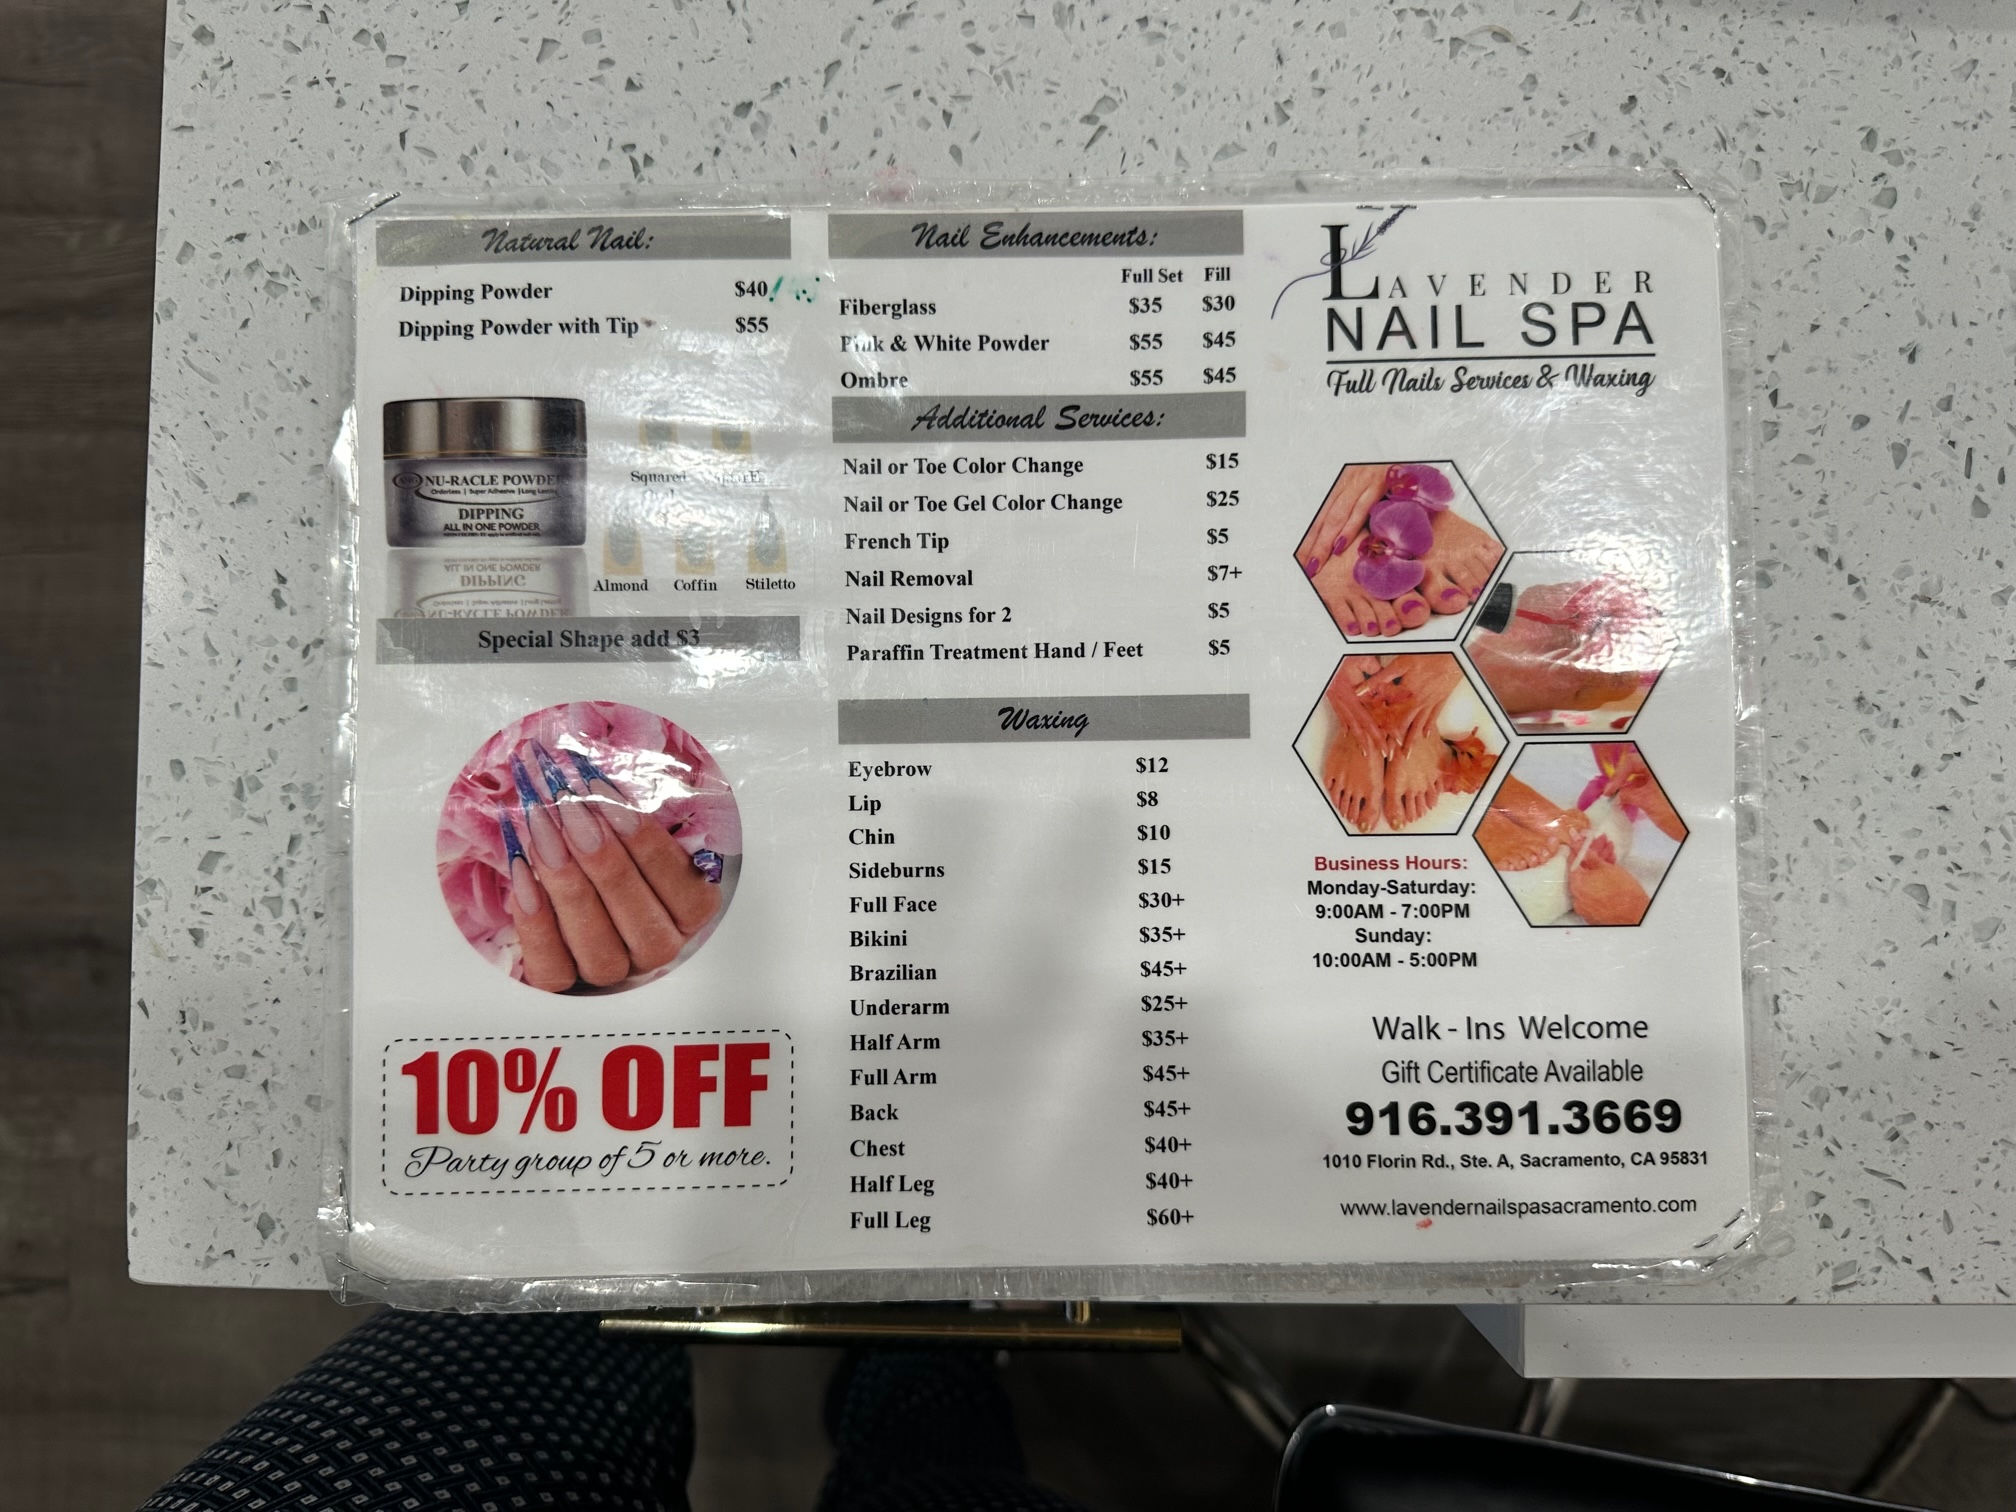 Natural Nail:
Dipping Powder $40
Dipping Powder with Tip $55
NU-RACLE POWDER
Orderless | Super Adhesive | Long Lasting
DIPPING
ALL IN ONE POWDER
Squared
Almond Coffin Stiletto
Special Shape add $3
10% OFF
Party group of 5 or more.
Nail Enhancements:
Full Set Fill
Fiberglass $35 $30
Pink & White Powder $55 $45
Ombre $55 $45
Additional Services:
Nail or Toe Color Change $15
Nail or Toe Gel Color Change $25
French Tip $5
Nail Removal $7+
Nail Designs for 2 $5
Paraffin Treatment Hand / Feet $5
Waxing
Eyebrow $12
Lip $8
Chin $10
Sideburns $15
Full Face $30+
Bikini $35+
Brazilian $45+
Underarm $25+
Half Arm $35+
Full Arm $45+
Back $45+
Chest $40+
Half Leg $40+
Full Leg $60+
LAVENDER
NAIL SPA
Full Nails Services & Waxing
Business Hours:
Monday-Saturday:
9:00AM - 7:00PM
Sunday:
10:00AM - 5:00PM
Walk - Ins Welcome
Gift Certificate Available
916.391.3669
1010 Florin Rd., Ste. A, Sacramento, CA 95831
www.lavendernailspasacramento.com